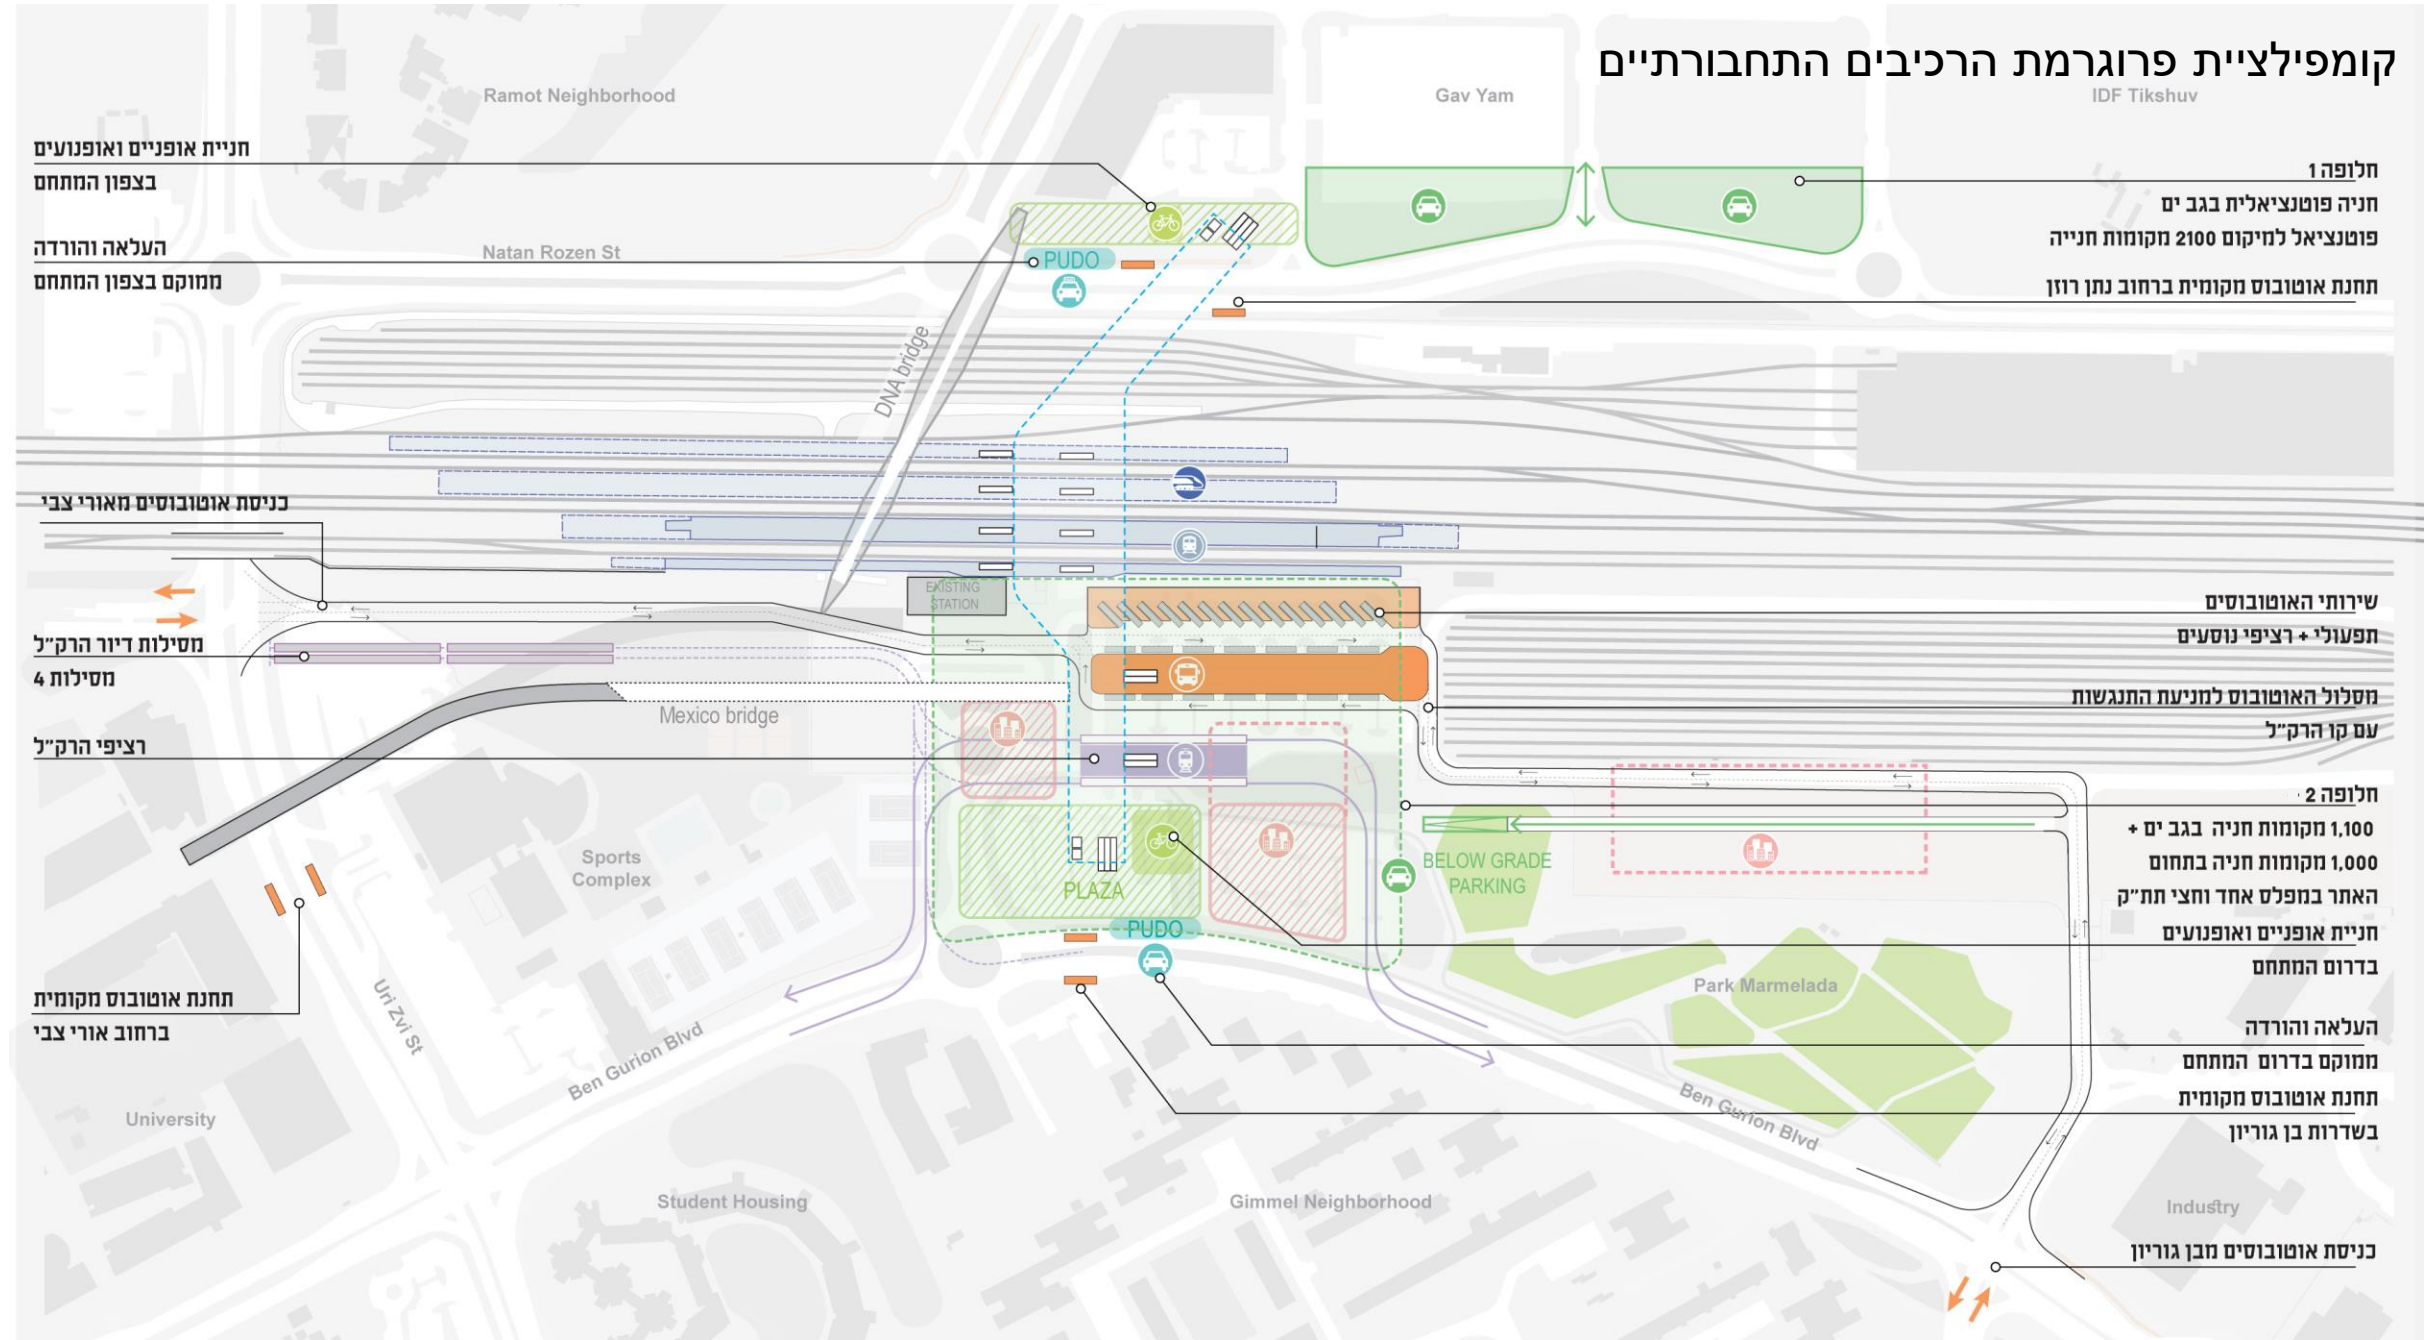 קומפילציית פרוגרמת הרכיבים התחבורתיים
Ramot Neighborhood
Gav Yam
IDF Tikshuv
חניית אופניים ואופנועים
בצפון המתחם
העלאה והורדה
ממוקם בצפון המתחם
Natan Rozen St
PUDO
חלופה 1
חניה פוטנציאלית בגב ים
פוטנציאל למיקום 2100 מקומות חנייה
תחנת אוטובוס מקומית ברחוב נתן רוזן
DNA bridge
כניסת אוטובוסים מאורי צבי
EXISTING
STATION
מסילות דיור הרק״ל
4 מסילות
Mexico bridge
רציפי הרק״ל
שירותי האוטובוסים
תפעולי + רציפי נוסעים
מסלול האוטובוס למניעת התנגשות
עם קו הרק״ל
חלופה 2
1,100 מקומות חניה בגב ים +
1,000 מקומות חניה בתחום
האתר במפלס אחד וחצי תת״ק
חניית אופניים ואופנועים
בדרום המתחם
BELOW GRADE
PARKING
Sports
Complex
PLAZA
PUDO
Park Marmelada
תחנת אוטובוס מקומית
ברחוב אורי צבי
Uri Zvi St
Ben Gurion Blvd
העלאה והורדה
ממוקם בדרום המתחם
תחנת אוטובוס מקומית
בשדרות בן גוריון
Ben Gurion Blvd
University
Student Housing
Gimmel Neighborhood
Industry
כניסת אוטובוסים מבן גוריון